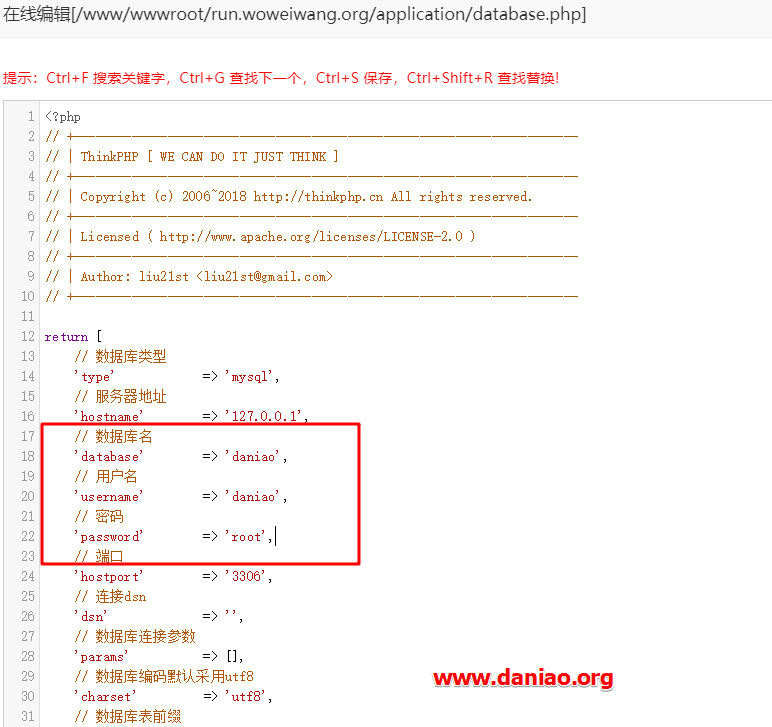 在线编辑[/www/wwwroot/run.woweiwang.org/application/database.php]
提示：Ctrl+F 搜索关键字，Ctrl+G 查找下一个，Ctrl+S 保存，Ctrl+Shift+R 查找替换!
1 <?php
2 // +----------------------------------------------------------------------
3 // | ThinkPHP [ WE CAN DO IT JUST THINK ]
4 // +----------------------------------------------------------------------
5 // | Copyright (c) 2006~2018 http://thinkphp.cn All rights reserved.
6 // +----------------------------------------------------------------------
7 // | Licensed ( http://www.apache.org/licenses/LICENSE-2.0 )
8 // +----------------------------------------------------------------------
9 // | Author: liu21st <liu21st@gmail.com>
10 // +----------------------------------------------------------------------
11
12 return [
13 // 数据库类型
14 'type' => 'mysql',
15 // 服务器地址
16 'hostname' => '127.0.0.1',
17 // 数据库名
18 'database' => 'daniao',
19 // 用户名
20 'username' => 'daniao',
21 // 密码
22 'password' => 'root',
23 // 端口
24 'hostport' => '3306',
25 // 连接dsn
26 'dsn' => '',
27 // 数据库连接参数
28 'params' => [],
29 // 数据库编码默认采用utf8
30 'charset' => 'utf8',
31 // 数据库表前缀
www.daniao.org